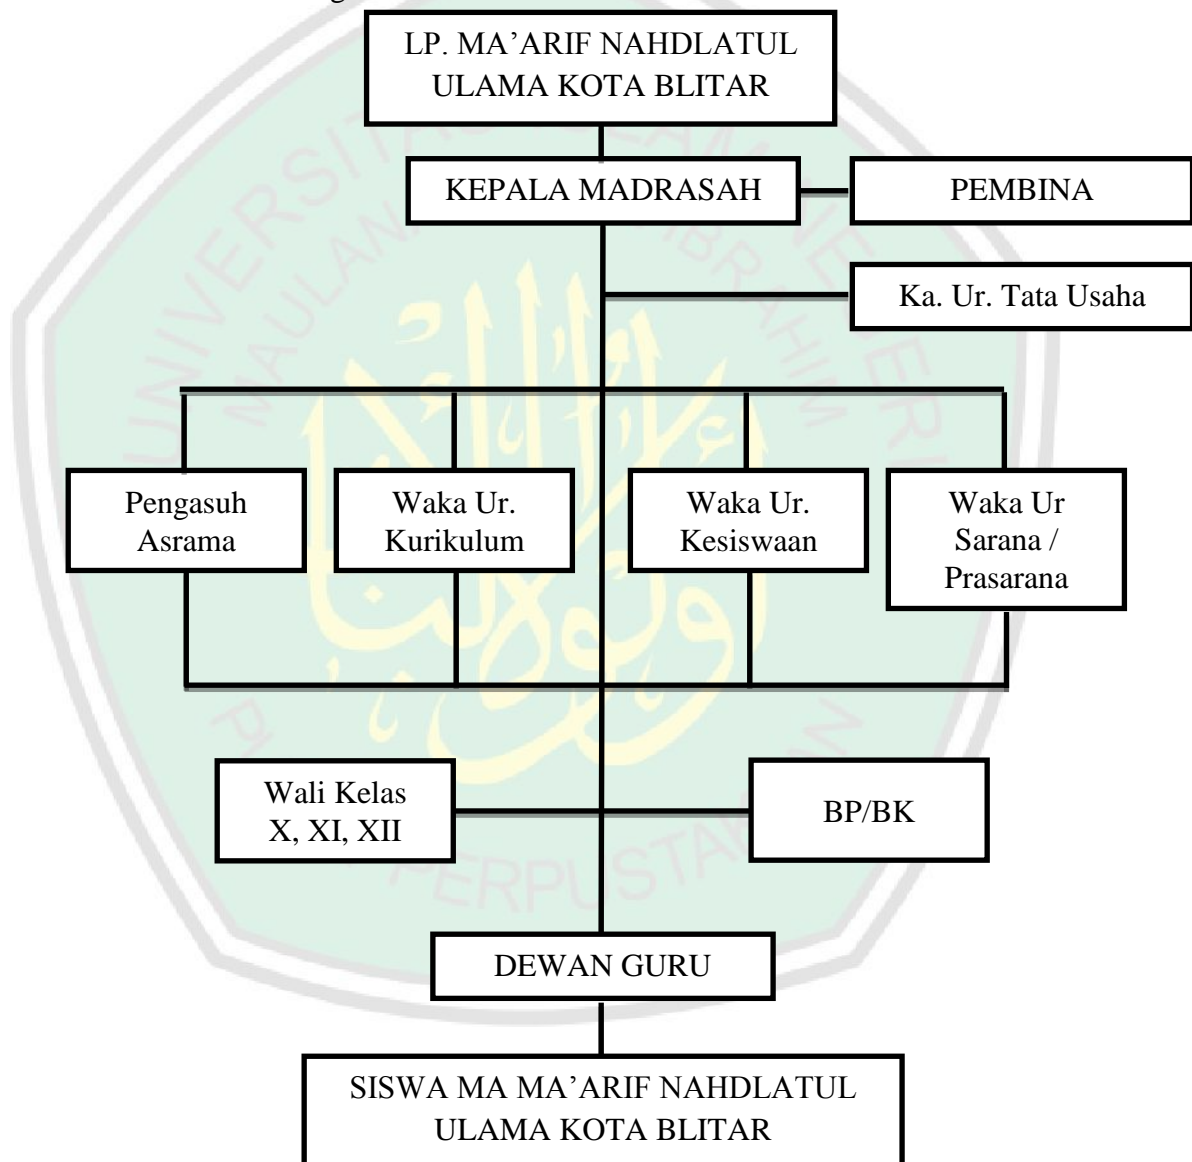 LP. MA’ARIF NAHDLATUL
ULAMA KOTA BLITAR
KEPALA MADRASAH
PEMBINA
Ka. Ur. Tata Usaha
Pengasuh
Asrama
Waka Ur.
Kurikulum
Waka Ur.
Kesiswaan
Waka Ur
Sarana /
Prasarana
Wali Kelas
X, XI, XII
BP/BK
DEWAN GURU
SISWA MA MA’ARIF NAHDLATUL
ULAMA KOTA BLITAR